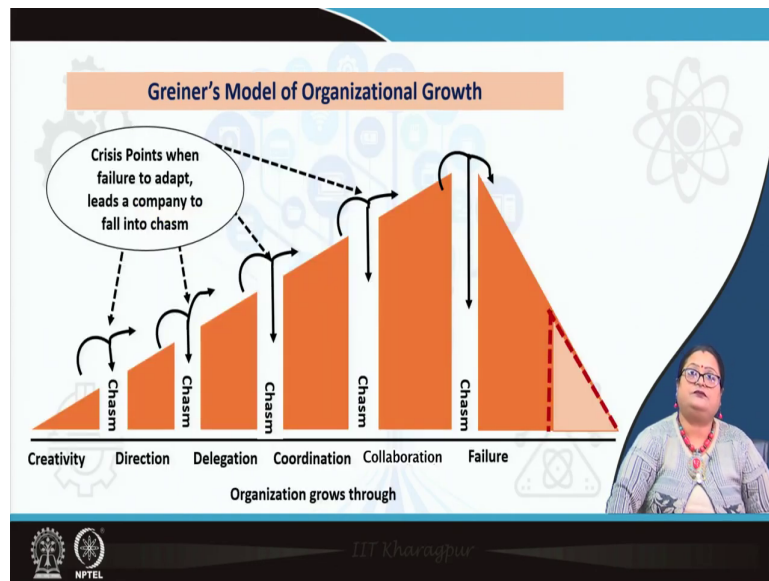 Greiner's Model of Organizational Growth
Crisis Points when
failure to adapt,
leads a company to
fall into chasm
Chasm
Chasm
Chasm
Chasm
Chasm
Creativity
Direction
Delegation
Coordination
Collaboration
Failure
Organization grows through
NPTEL
IIT Kharagpur